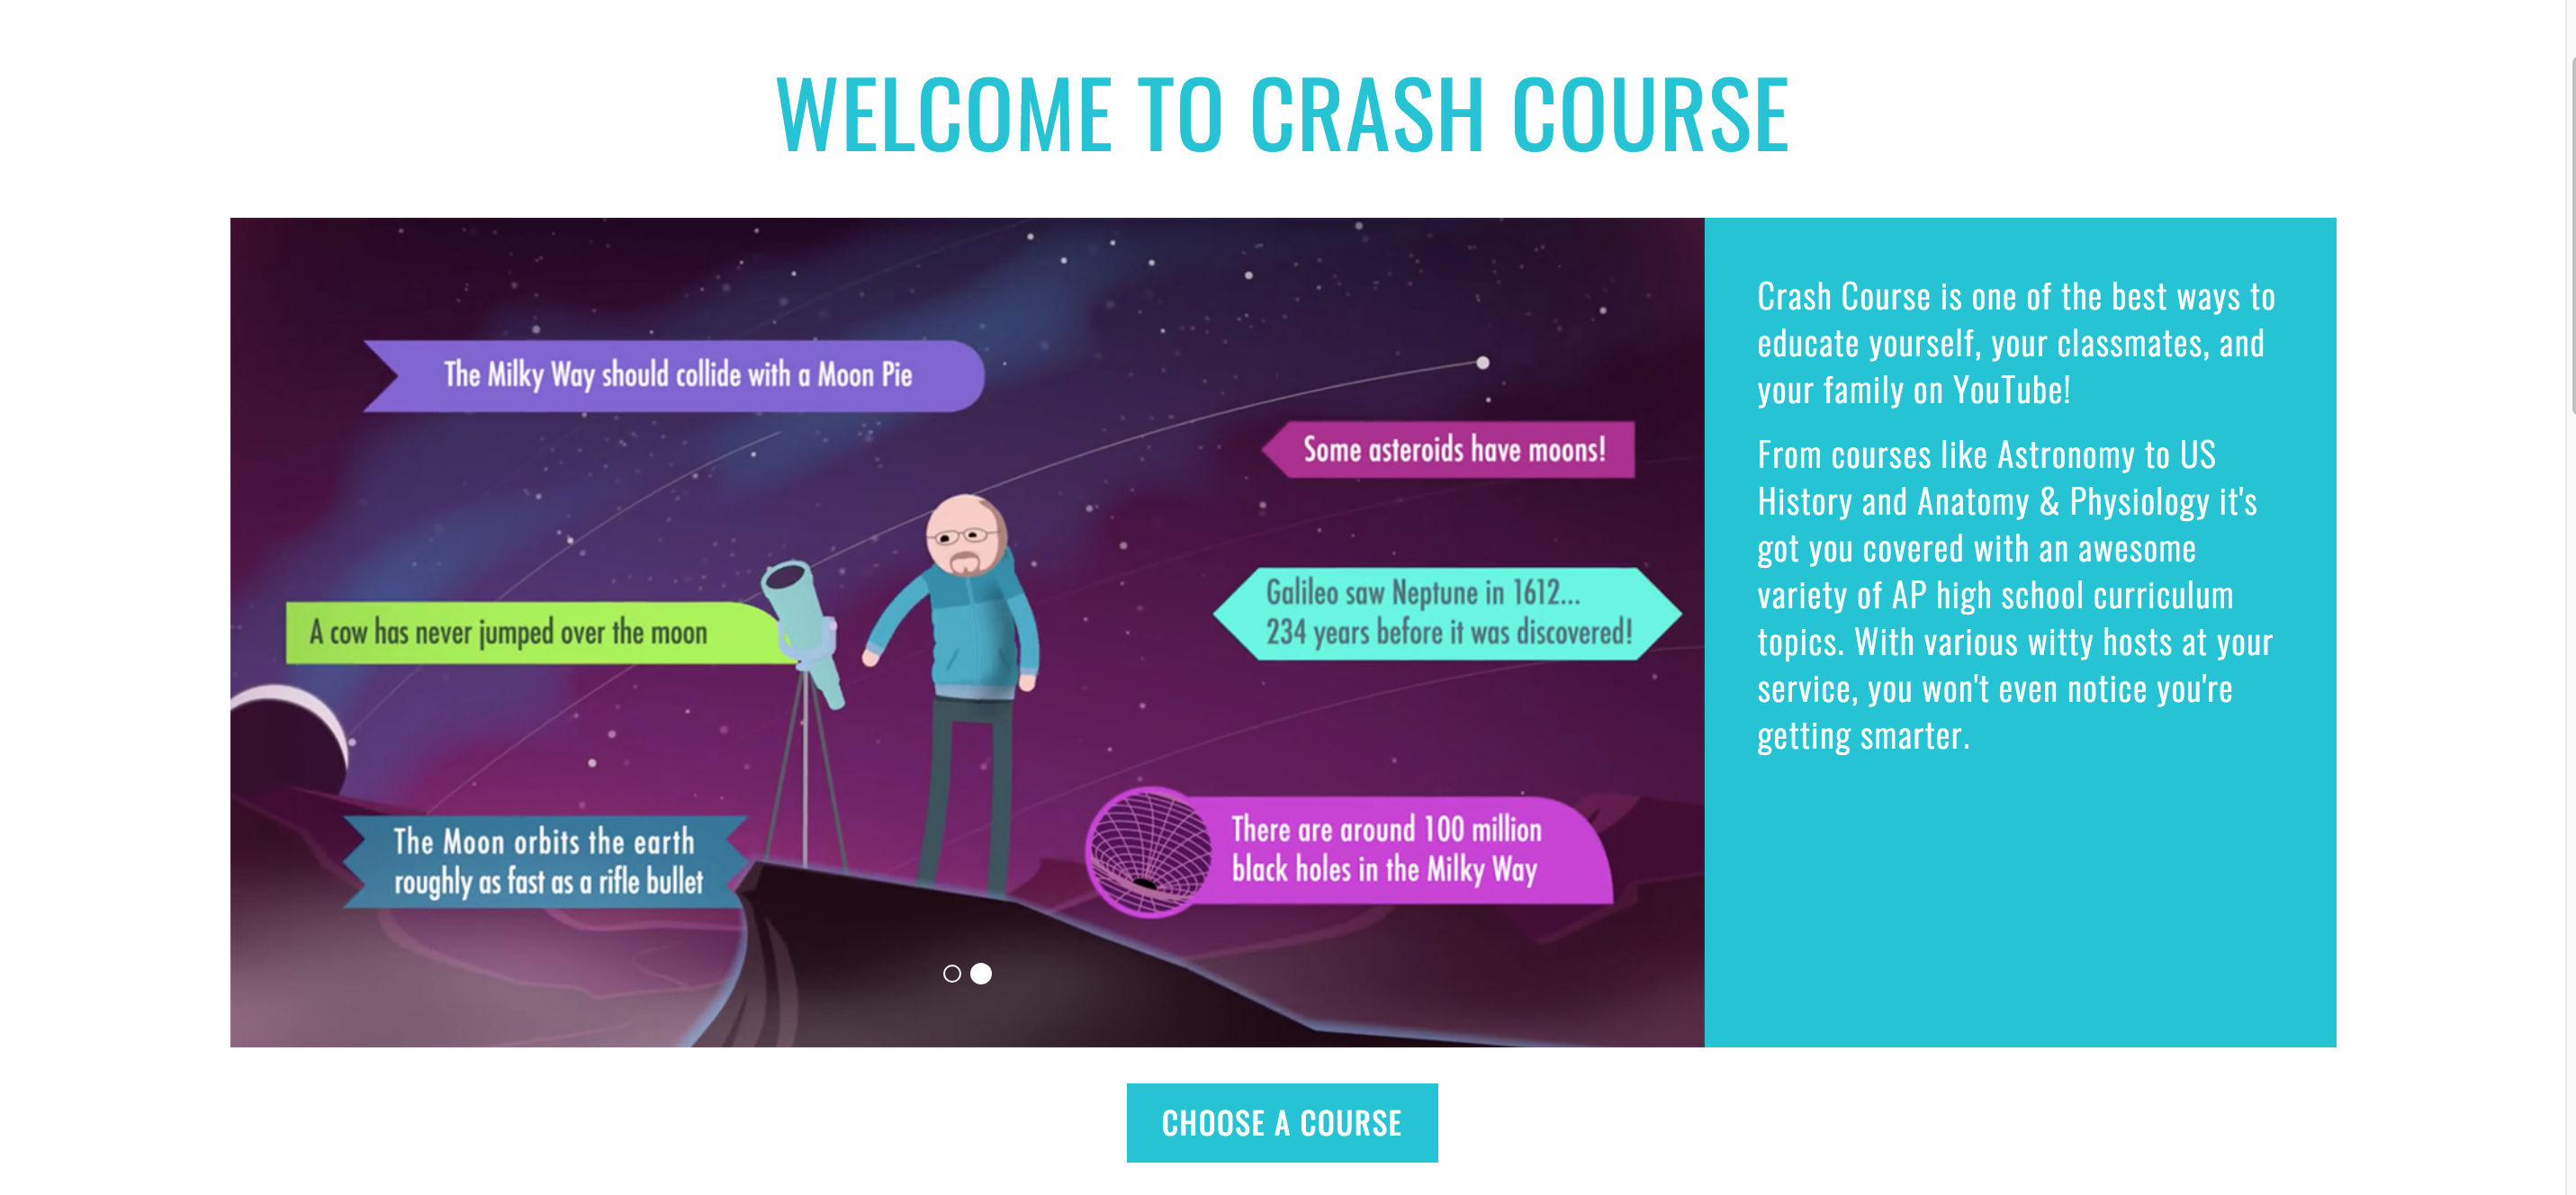 WELCOME TO CRASH COURSE
The Milky Way should collide with a Moon Pie
Some asteroids have moons!
A cow has never jumped over the moon
Galileo saw Neptune in 1612...
234 years before it was discovered!
The Moon orbits the earth
roughly as fast as a rifle bullet
There are around 100 million
black holes in the Milky Way
Crash Course is one of the best ways to
educate yourself, your classmates, and
your family on YouTube!
From courses like Astronomy to US
History and Anatomy & Physiology it's
got you covered with an awesome
variety of AP high school curriculum
topics. With various witty hosts at your
service, you won't even notice you're
getting smarter.
CHOOSE A COURSE